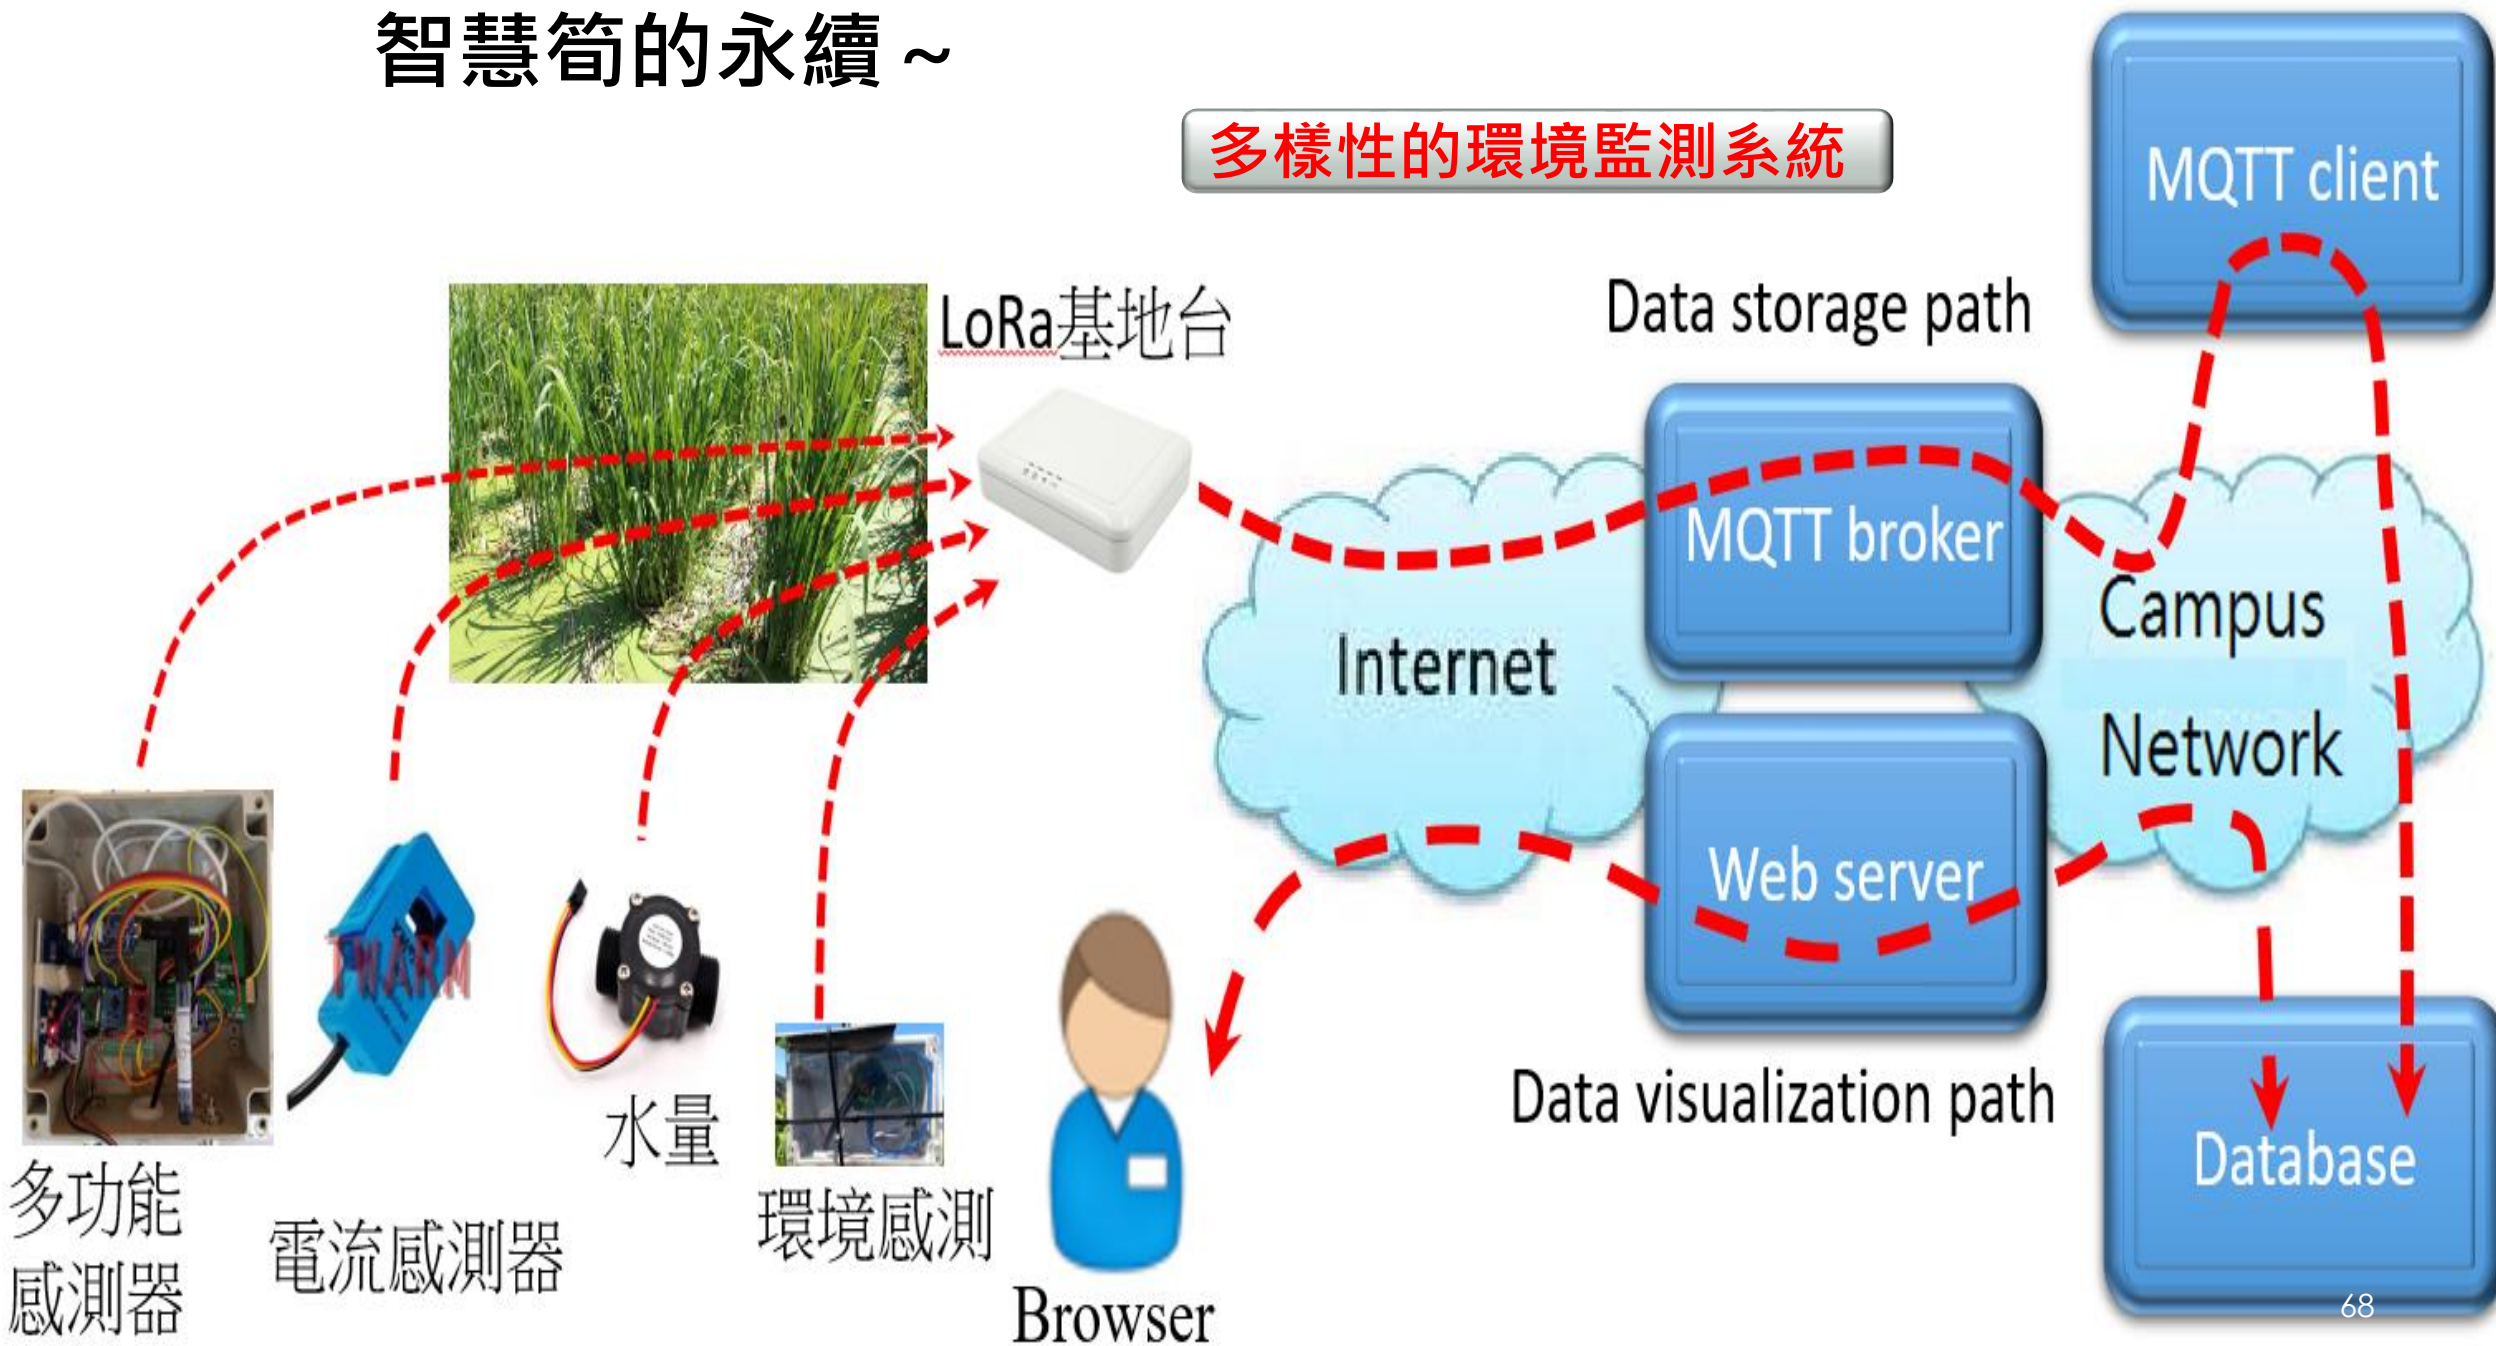 智慧筍的永續~
多樣性的環境監測系統
MQTT client
Data storage path
LoRa基地台
MQTT broker
Internet
Campus
Network
Web server
TWARM
水量
Data visualization path
Database
多功能
感測器
電流感測器
環境感測
Browser
68